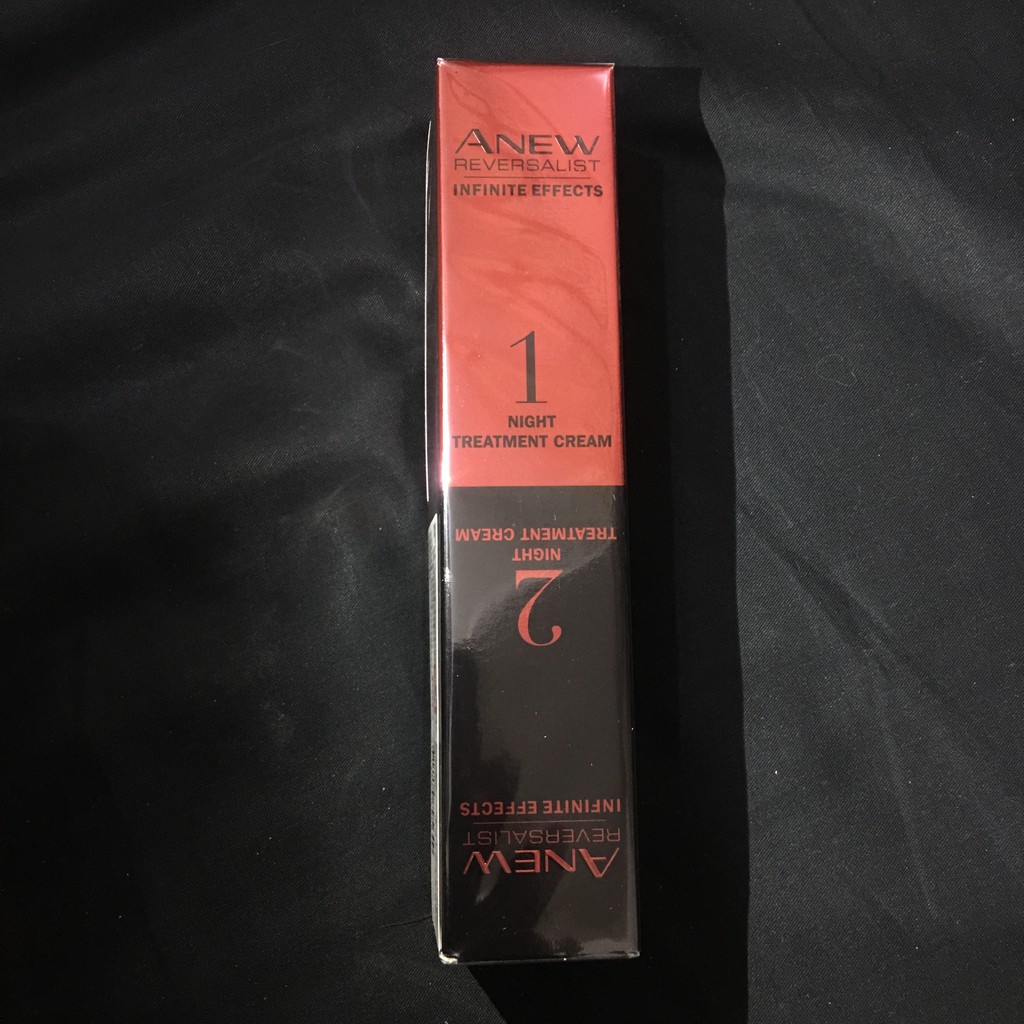 ANEW
REVERSALIST
INFINITE EFFECTS
1
NIGHT
TREATMENT CREAM
2
NIGHT
TREATMENT CREAM
ANEW
REVERSALIST
INFINITE EFFECTS